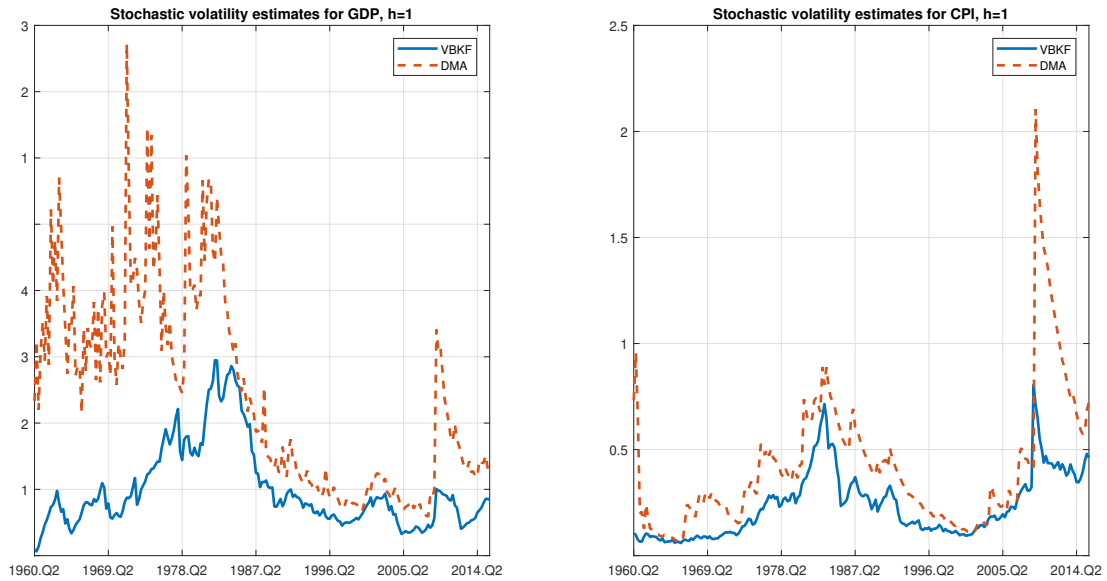 Stochastic volatility estimates for GDP, h=1
3
2
1
4
3
2
1
VBKF
DMA
1960.Q2 1969.Q2 1978.Q2 1987.Q2 1996.Q2 2005.Q2 2014.Q2
Stochastic volatility estimates for CPI, h=1
2.5
2
1.5
1
0.5
VBKF
DMA
1960.Q2 1969.Q2 1978.Q2 1987.Q2 1996.Q2 2005.Q2 2014.Q2